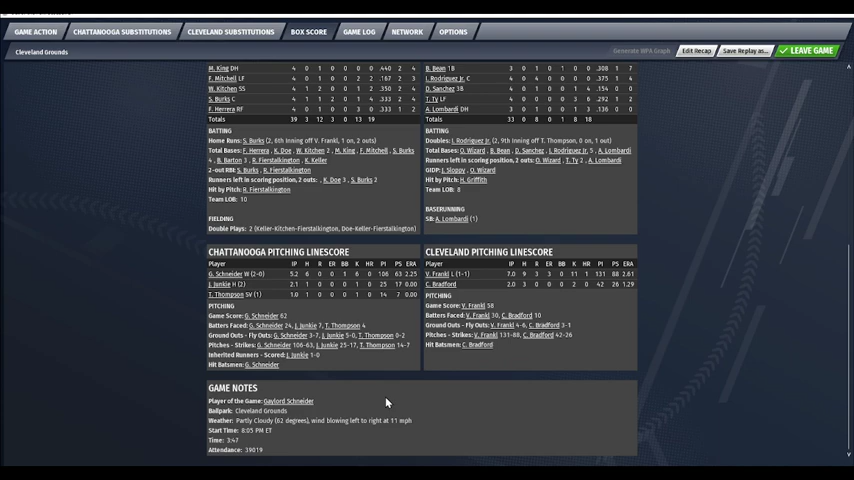 GAME ACTION CHATTANOOGA SUBSTITUTIONS CLEVELAND SUBSTITUTIONS BOX SCORE GAME LOG NETWORK OPTIONS
Cleveland Grounds Generate WPA Graph Edit Recap Save Replay as... ✓ LEAVE GAME
M. King DH 4 0 1 0 0 0 0 .440 2 4
F. Mitchell LF 4 0 0 0 0 2 2 .167 2 3
W. Kitchen SS 4 1 2 0 0 2 1 .350 2 4
S. Burks C 4 1 1 2 0 1 4 .333 2 4
F. Herrera RF 4 0 1 0 0 3 0 .333 1 2
Totals 39 3 12 3 0 13 19
BATTING
Home Runs: S. Burks (2, 6th Inning off V. Frankl, 1 on, 2 outs)
Total Bases: F. Herrera , K. Doe , W. Kitchen 2 , M. King , F. Mitchell , S. Burks
4 , B. Barton 3 , R. Fierstalkington , K. Keller
2-out RBI: S. Burks , R. Fierstalkington
Runners left in scoring position, 2 outs: , K. Doe 3 , S. Burks 2
Hit by Pitch: R. Fierstalkington
Team LOB: 10
FIELDING
Double Plays: 2 (Keller-Kitchen-Fierstalkington, Doe-Keller-Fierstalkington)
B. Bean 1B 3 0 1 0 1 0 0 .308 1 7
I. Rodriguez Jr. C 4 0 4 0 0 0 0 .375 1 4
D. Sanchez 3B 4 0 1 0 0 1 0 .154 0 0
T. Ty LF 4 0 0 0 0 3 6 .292 1 2
A. Lombardi DH 3 0 1 0 0 1 3 .136 0 0
Totals 33 0 8 0 1 8 18
BATTING
Doubles: I. Rodriguez Jr. (2, 9th Inning off T. Thompson, 0 on, 1 out)
Total Bases: O. Wizard , B. Bean , D. Sanchez , I. Rodriguez Jr. 5 , A. Lombardi
Runners left in scoring position, 2 outs: O. Wizard , T. Ty 2 , A. Lombardi
GIDP: J. Sloppy , O. Wizard
Hit by Pitch: H. Griffith
Team LOB: 8
BASERUNNING
SB: A. Lombardi (1)
CHATTANOOGA PITCHING LINESCORE
Player IP H R ER BB K HR PI PS ERA
G. Schneider W (2-0) 5.2 6 0 0 1 6 0 106 63 2.25
J. Junkie H (2) 2.1 1 0 0 0 1 0 25 17 0.00
T. Thompson SV (1) 1.0 1 0 0 0 1 0 14 7 0.00
PITCHING
Game Score: G. Schneider 62
Batters Faced: G. Schneider 24, J. Junkie 7, T. Thompson 4
Ground Outs - Fly Outs: G. Schneider 3-7, J. Junkie 5-0, T. Thompson 0-2
Pitches - Strikes: G. Schneider 106-63, J. Junkie 25-17, T. Thompson 14-7
Inherited Runners - Scored: J. Junkie 1-0
Hit Batsmen: G. Schneider
CLEVELAND PITCHING LINESCORE
Player IP H R ER BB K HR PI PS ERA
V. Frankl L (1-1) 7.0 9 3 3 0 11 1 131 88 2.61
C. Bradford 2.0 3 0 0 0 2 0 42 26 1.29
PITCHING
Game Score: V. Frankl 58
Batters Faced: V. Frankl 30, C. Bradford 10
Ground Outs - Fly Outs: V. Frankl 4-6, C. Bradford 3-1
Pitches - Strikes: V. Frankl 131-88, C. Bradford 42-26
Hit Batsmen: C. Bradford
GAME NOTES
Player of the Game: Gaylord Schneider
Ballpark: Cleveland Grounds
Weather: Partly Cloudy (62 degrees), wind blowing left to right at 11 mph
Start Time: 8:05 PM ET
Time: 3:47
Attendance: 39019